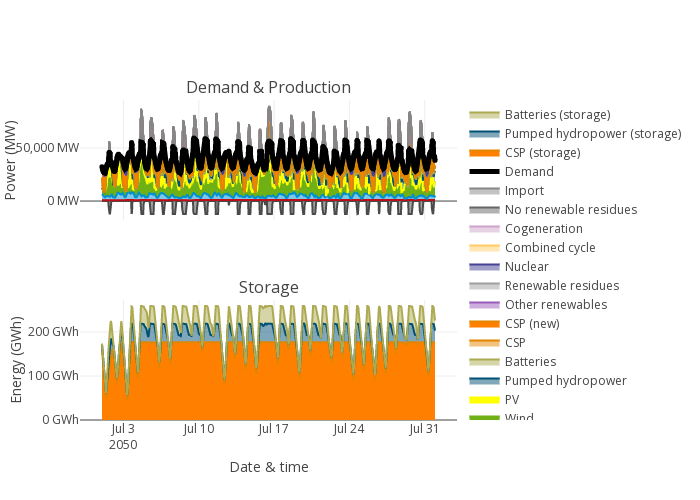 Demand & Production
50,000 MW
0 MW
Power (MW)
Storage
200 GWh
100 GWh
0 GWh
Energy (GWh)
Jul 3
2050
Jul 10
Jul 17
Jul 24
Jul 31
Date & time
Batteries (storage)
Pumped hydropower (storage)
CSP (storage)
Demand
Import
No renewable residues
Cogeneration
Combined cycle
Nuclear
Renewable residues
Other renewables
CSP (new)
CSP
Batteries
Pumped hydropower
PV
Wind